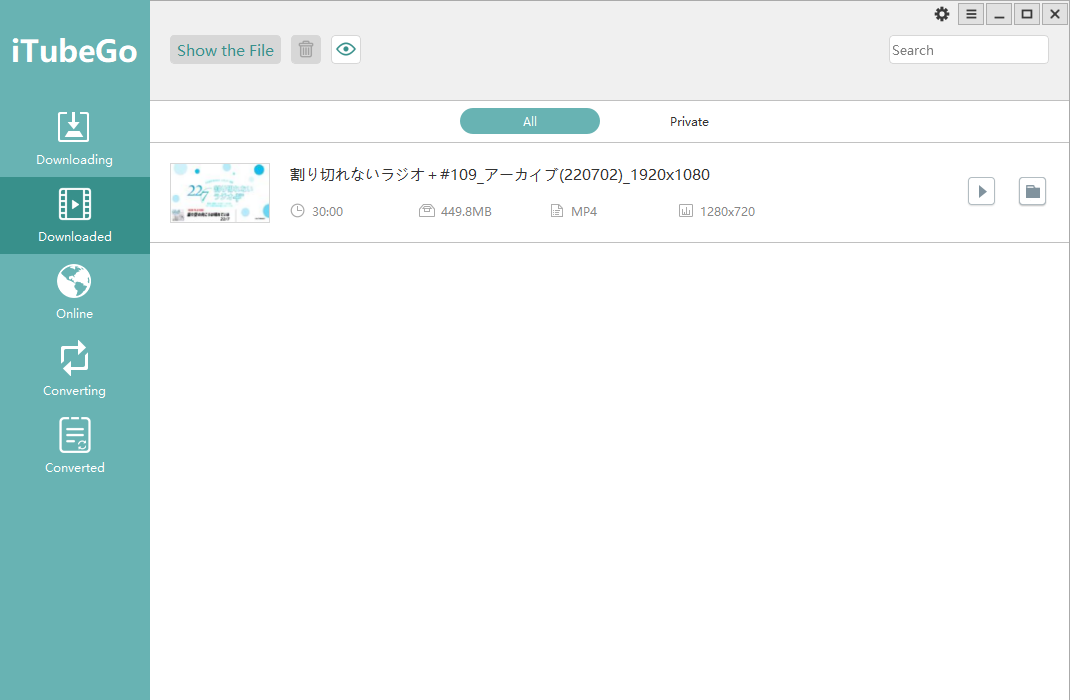 iTubeGo
Show the File
Search
Downloading
Downloaded
Online
Converting
Converted
All
Private
割り切れないラジオ+#109_アーカイブ(220702)_1920x1080
30:00
449.8MB
MP4
1280x720
22/7